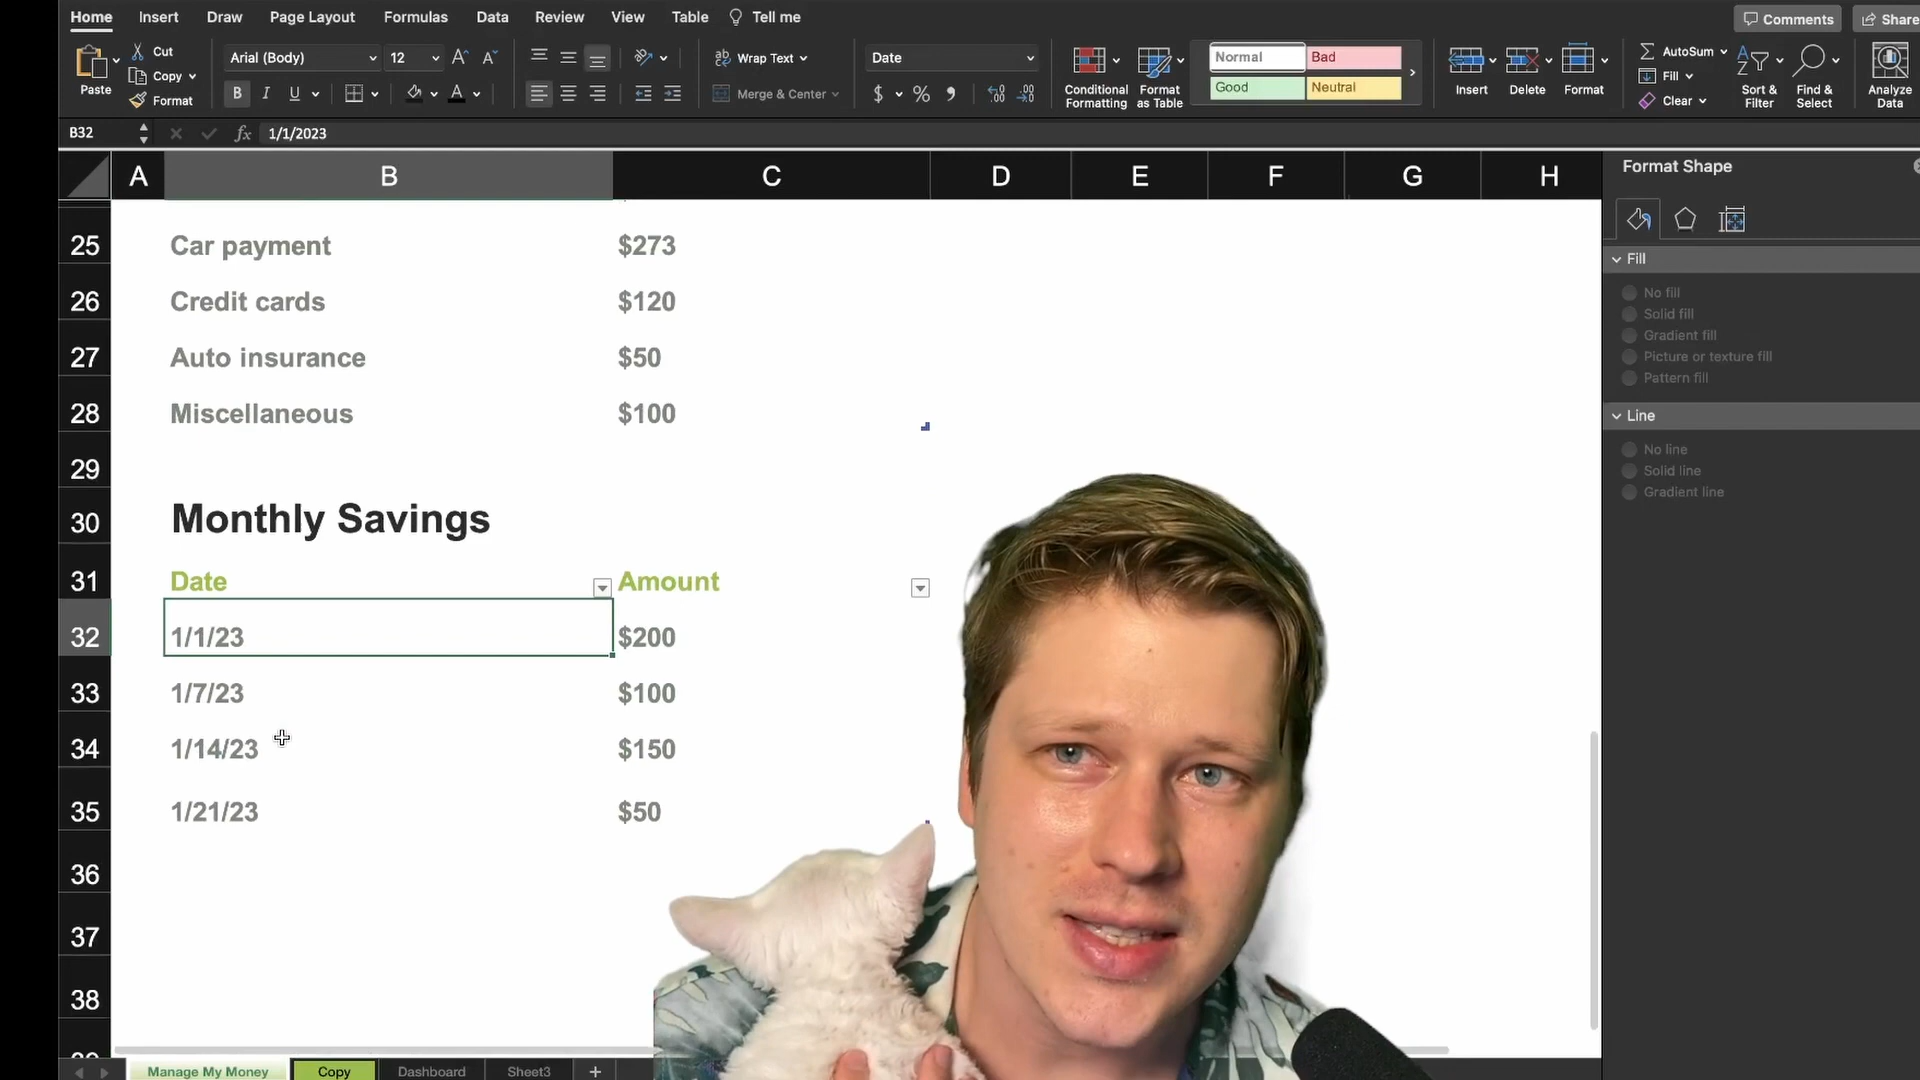 Home Insert Draw Page Layout Formulas Data Review View Table Tell me Comments Share
Paste Cut Copy Format
Arial (Body) 12
B I U A
Wrap Text
Merge & Center
Date
$ % 9
Conditional Formatting
Format as Table
Normal Bad
Good Neutral
Insert Delete Format
AutoSum
Fill
Clear
Sort & Filter
Find & Select
Analyze Data
B32 fx 1/1/2023
A B C D E F G H
25 Car payment $273
26 Credit cards $120
27 Auto insurance $50
28 Miscellaneous $100
29
30 Monthly Savings
31 Date Amount
32 1/1/23 $200
33 1/7/23 $100
34 1/14/23 $150
35 1/21/23 $50
36
37
38
Format Shape
Fill
No fill
Solid fill
Gradient fill
Picture or texture fill
Pattern fill
Line
No line
Solid line
Gradient line
Manage My Money Copy Dashboard Sheet3 +